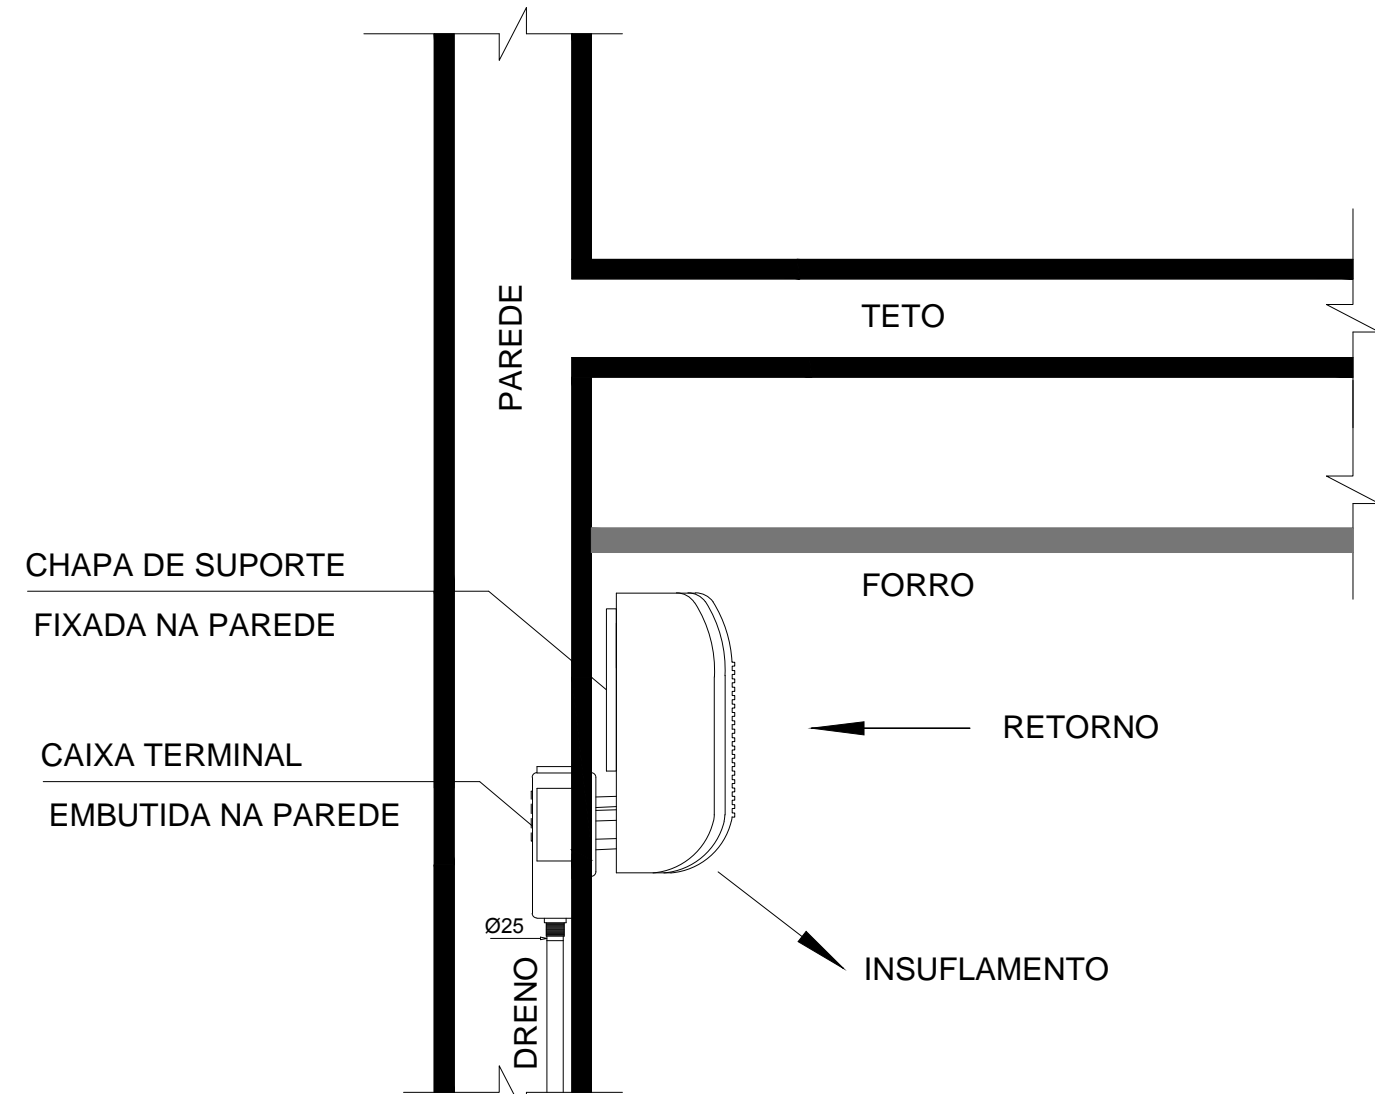 PAREDE
TETO
CHAPA DE SUPORTE
FIXADA NA PAREDE
FORRO
RETORNO
CAIXA TERMINAL
EMBUTIDA NA PAREDE
Ø25
DRENO
INSUFLAMENTO